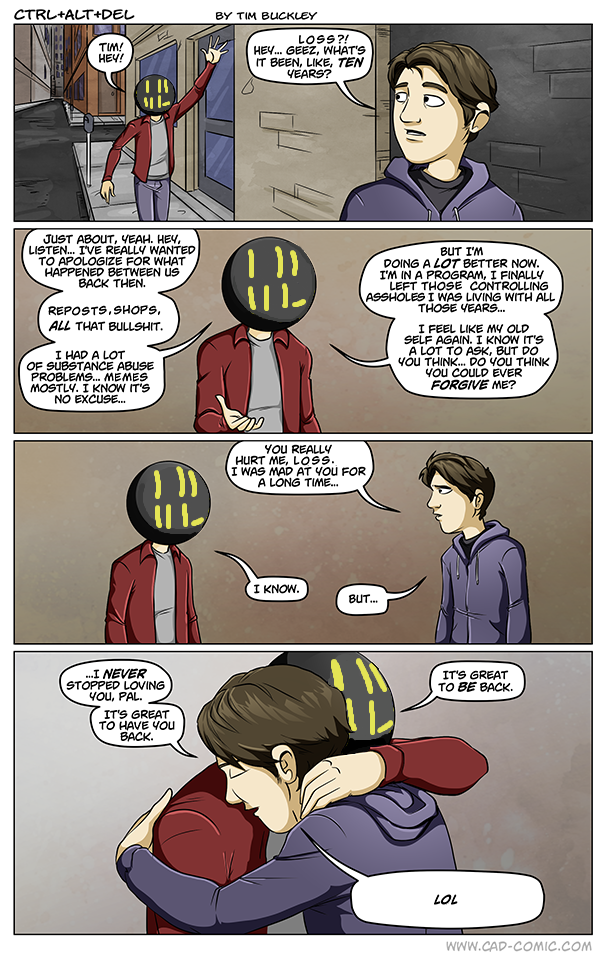 CTRL+ALT+DEL
BY TIM BUCKLEY
TIM!
HEY!
LOSS?!
HEY... GEEZ, WHAT'S
IT BEEN, LIKE, TEN
YEARS?
JUST ABOUT, YEAH. HEY,
LISTEN... I'VE REALLY WANTED
TO APOLOGIZE FOR WHAT
HAPPENED BETWEEN US
BACK THEN.
REPOSTS, SHOPS,
ALL THAT BULLSHIT.
I HAD A LOT
OF SUBSTANCE ABUSE
PROBLEMS... MEMES
MOSTLY. I KNOW IT'S
NO EXCUSE...
BUT I'M
DOING A LOT BETTER NOW.
I'M IN A PROGRAM, I FINALLY
LEFT THOSE CONTROLLING
ASSHOLES I WAS LIVING WITH ALL
THOSE YEARS...
I FEEL LIKE MY OLD
SELF AGAIN. I KNOW IT'S
A LOT TO ASK, BUT DO
YOU THINK... DO YOU THINK
YOU COULD EVER
FORGIVE ME?
YOU REALLY
HURT ME, LOSS.
I WAS MAD AT YOU FOR
A LONG TIME...
I KNOW.
BUT...
...I NEVER
STOPPED LOVING
YOU, PAL.
IT'S GREAT
TO HAVE YOU
BACK.
IT'S GREAT
TO BE BACK.
LOL
WWW.CAD-COMIC.COM